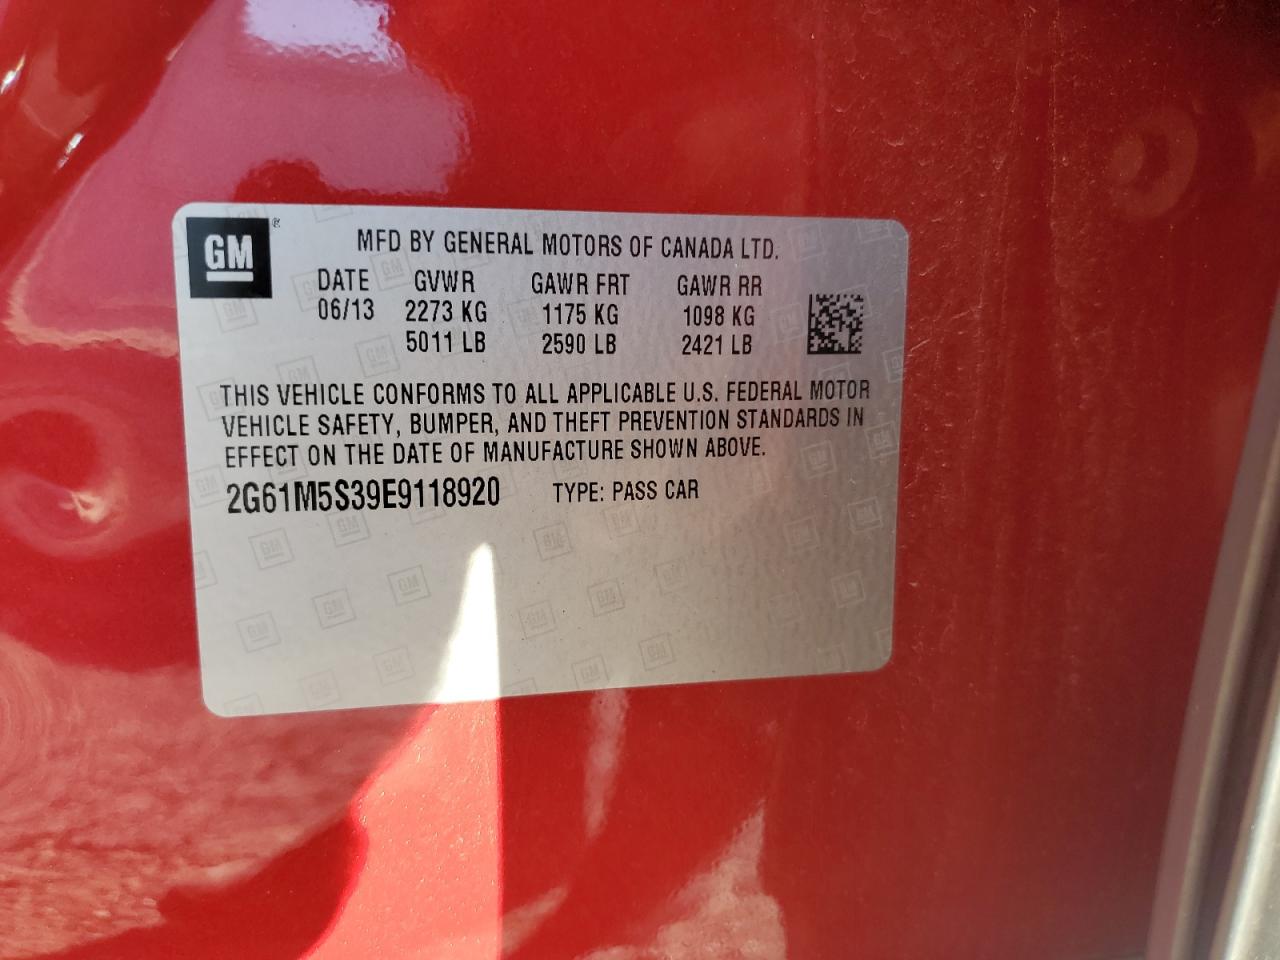 GM
MFD BY GENERAL MOTORS OF CANADA LTD.
DATE GVWR GAWR FRT GAWR RR
06/13 2273 KG 1175 KG 1098 KG
5011 LB 2590 LB 2421 LB
THIS VEHICLE CONFORMS TO ALL APPLICABLE U.S. FEDERAL MOTOR
VEHICLE SAFETY, BUMPER, AND THEFT PREVENTION STANDARDS IN
EFFECT ON THE DATE OF MANUFACTURE SHOWN ABOVE.
2G61M5S39E9118920 TYPE: PASS CAR